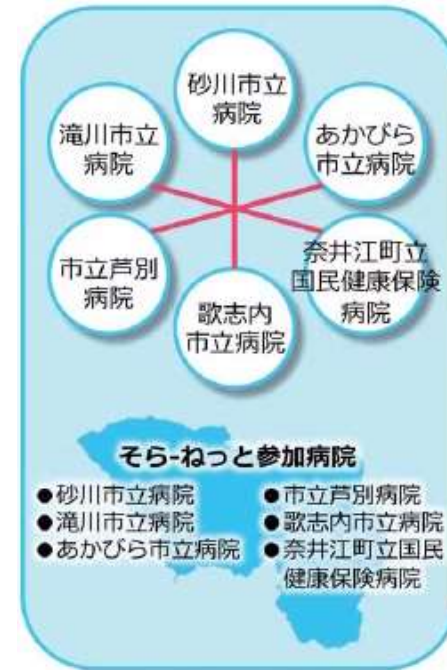 砂川市立
病院
滝川市立
病院
あかびら
市立病院
市立芦別
病院
奈井江町立
国民健康保険
病院
歌志内
市立病院
そら-ねっと参加病院
●砂川市立病院
●滝川市立病院
●あかびら市立病院
●市立芦別病院
●歌志内市立病院
●奈井江町立国民
健康保険病院